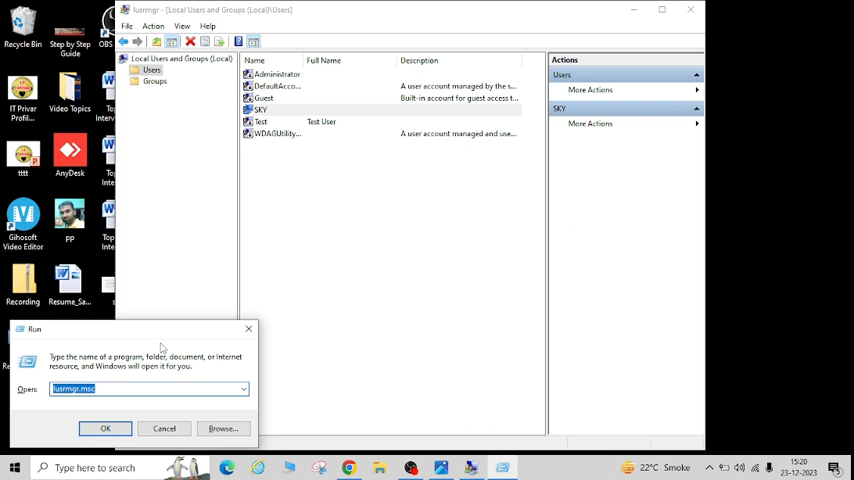 lusrmgr - [Local Users and Groups (Local)\Users]
File Action View Help
Local Users and Groups (Local)
Users
Groups
Name Full Name Description
Administrator
DefaultAcco... A user account managed by the s...
Guest Built-in account for guest access t...
SKY
Test Test User
WDAGUtility... A user account managed and use...
Actions
Users
More Actions
SKY
More Actions
Recycle Bin
Step by Step
Guide
OBS
IT Privar
Profil...
Video Topics
Top
Interv
tttt
AnyDesk
Top
Inter
Gihosoft
Video Editor
pp
Top
Inter
Recording
Resume_Sa...
s
Run
Type the name of a program, folder, document, or Internet
resource, and Windows will open it for you.
Open: lusrmgr.msc
OK Cancel Browse...
Type here to search
22°C Smoke
15:20
23-12-2023